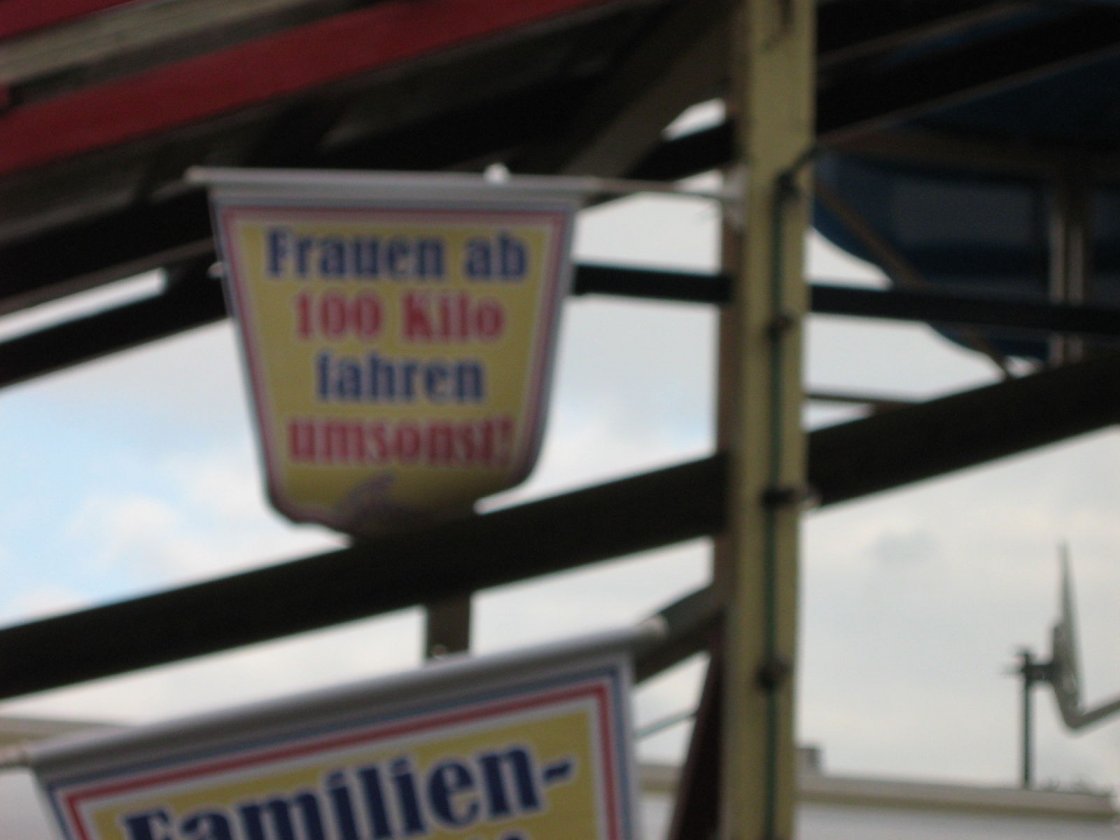 Frauen ab
100 Kilo
fahren
umsonst!
Familien-